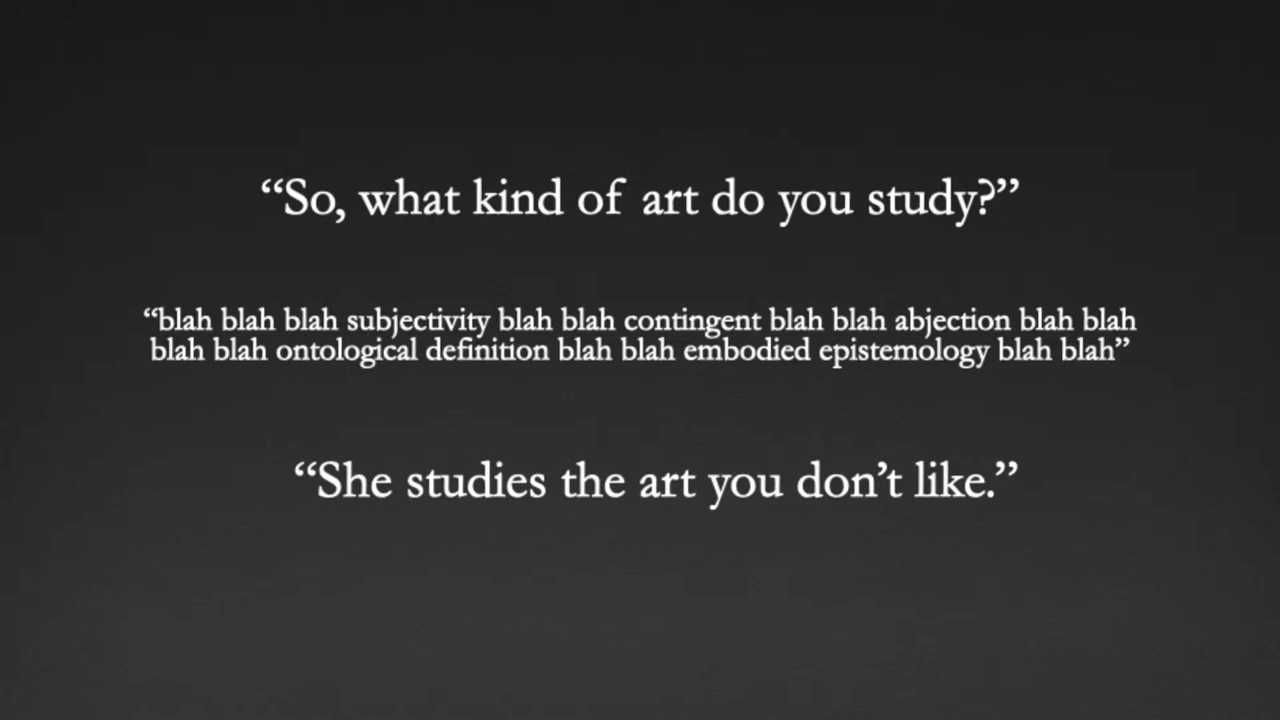 “So, what kind of art do you study?”
“blah blah blah subjectivity blah blah contingent blah blah abjection blah blah
blah blah ontological definition blah blah embodied epistemology blah blah”
“She studies the art you don’t like.”